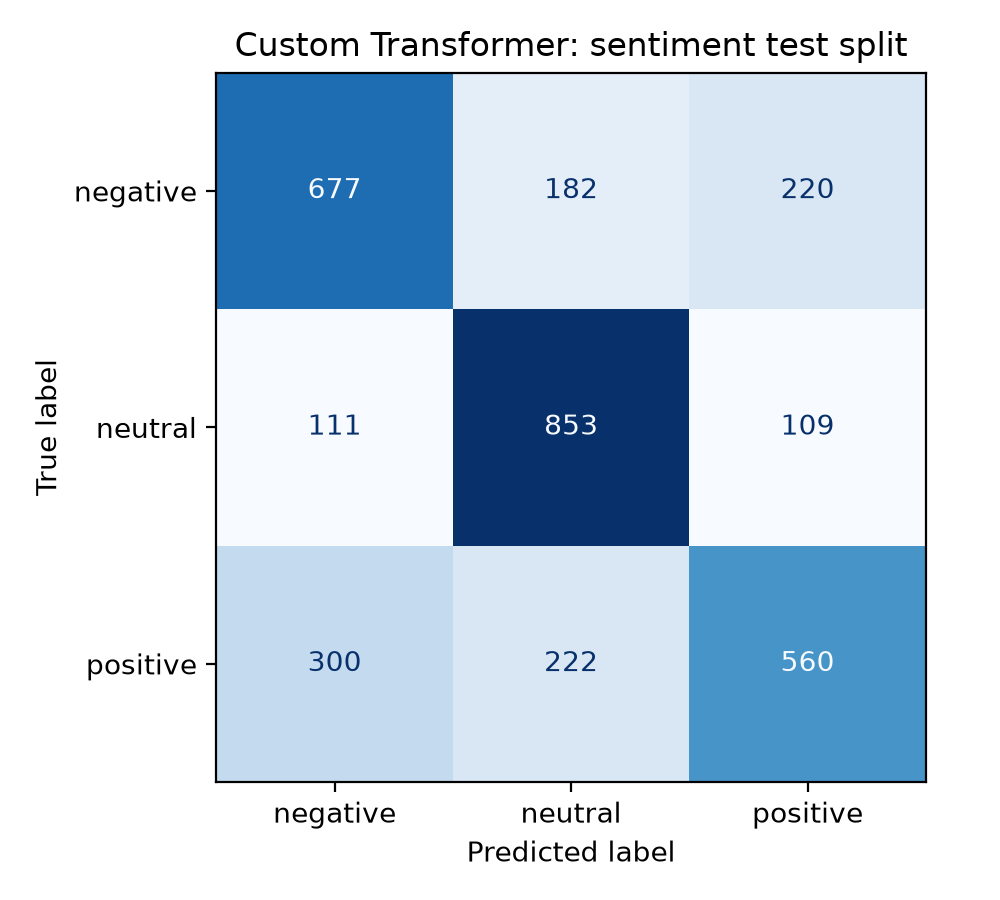 Custom Transformer: sentiment test split
negative
677
182
220
neutral
111
853
109
positive
300
222
560
True label
negative
neutral
positive
Predicted label